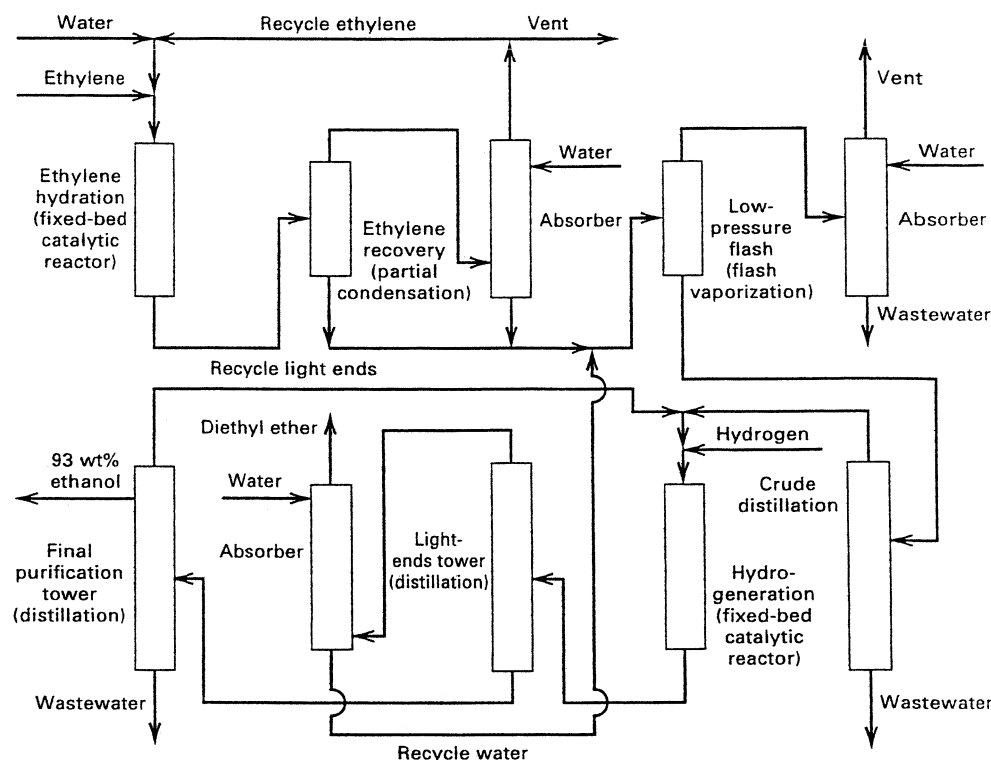 Water
Recycle ethylene
Vent
Ethylene
Vent
Ethylene
hydration
(fixed-bed
catalytic
reactor)
Ethylene
recovery
(partial
condensation)
Water
Absorber
Low-
pressure
flash
(flash
vaporization)
Water
Absorber
Wastewater
Recycle light ends
Diethyl ether
Hydrogen
93 wt%
ethanol
Water
Crude
distillation
Absorber
Light-
ends tower
(distillation)
Final
purification
tower
(distillation)
Hydro-
generation
(fixed-bed
catalytic
reactor)
Wastewater
Wastewater
Recycle water